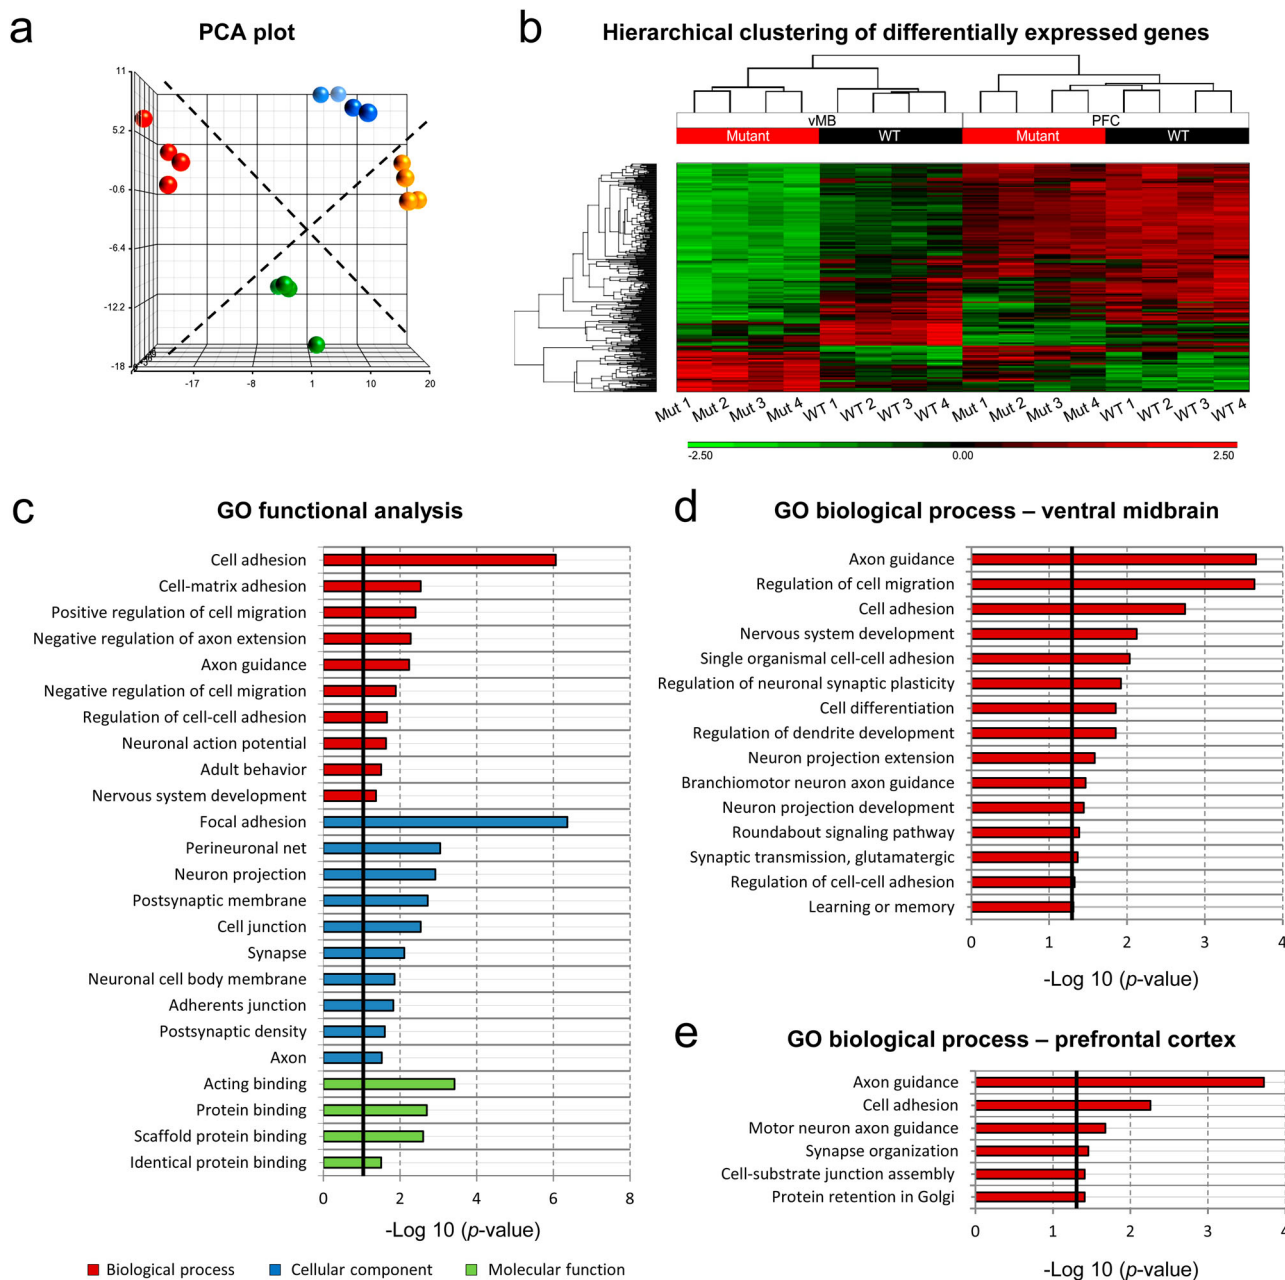 a
PCA plot
11
5.2
-0.6
-6.4
-12.2
-18
-17
-8
1
10
20
b
Hierarchical clustering of differentially expressed genes
vMB
PFC
Mutant
WT
Mutant
WT
Mut 1
Mut 2
Mut 3
Mut 4
WT 1
WT 2
WT 3
WT 4
Mut 1
Mut 2
Mut 3
Mut 4
WT 1
WT 2
WT 3
WT 4
-2.50
0.00
2.50
c
GO functional analysis
Cell adhesion
Cell-matrix adhesion
Positive regulation of cell migration
Negative regulation of axon extension
Axon guidance
Negative regulation of cell migration
Regulation of cell-cell adhesion
Neuronal action potential
Adult behavior
Nervous system development
Focal adhesion
Perineuronal net
Neuron projection
Postsynaptic membrane
Cell junction
Synapse
Neuronal cell body membrane
Adherents junction
Postsynaptic density
Axon
Acting binding
Protein binding
Scaffold protein binding
Identical protein binding
0 2 4 6 8
-Log 10 (p-value)
Biological process
Cellular component
Molecular function
d
GO biological process – ventral midbrain
Axon guidance
Regulation of cell migration
Cell adhesion
Nervous system development
Single organismal cell-cell adhesion
Regulation of neuronal synaptic plasticity
Cell differentiation
Regulation of dendrite development
Neuron projection extension
Branchiomotor neuron axon guidance
Neuron projection development
Roundabout signaling pathway
Synaptic transmission, glutamatergic
Regulation of cell-cell adhesion
Learning or memory
0 1 2 3 4
-Log 10 (p-value)
e
GO biological process – prefrontal cortex
Axon guidance
Cell adhesion
Motor neuron axon guidance
Synapse organization
Cell-substrate junction assembly
Protein retention in Golgi
0 1 2 3 4
-Log 10 (p-value)